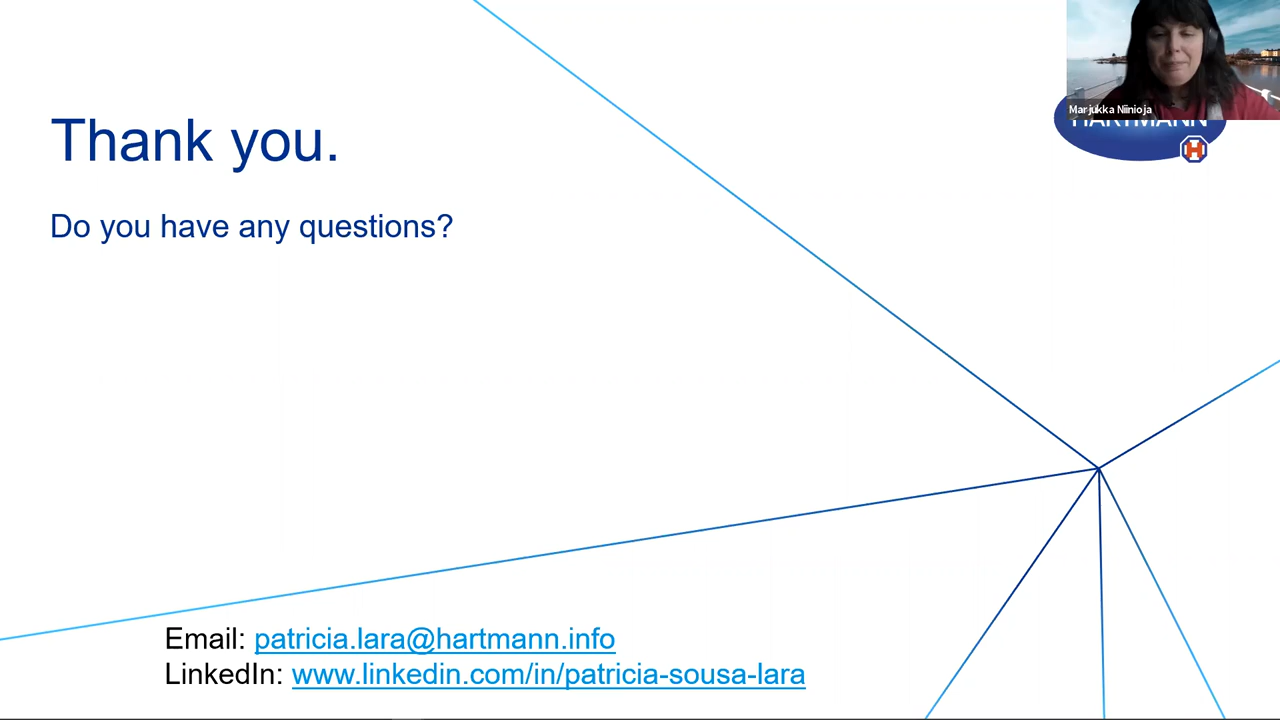 Thank you.
Do you have any questions?
Marjukka Niinioja
HARTMANN
Email: patricia.lara@hartmann.info
LinkedIn: www.linkedin.com/in/patricia-sousa-lara